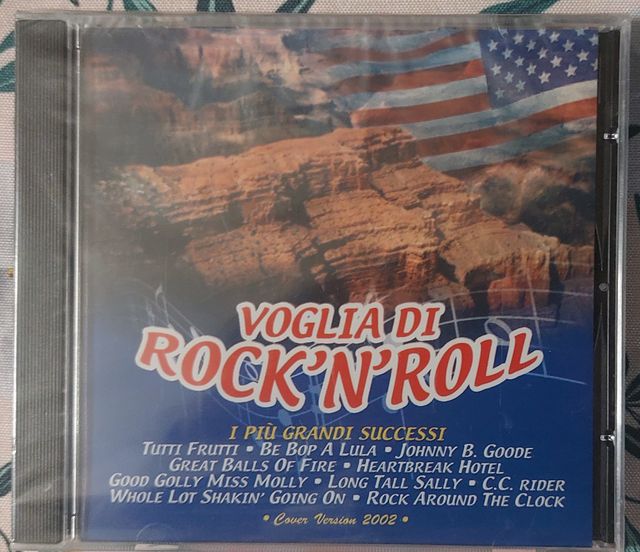 VOGLIA DI
ROCK'N'ROLL
I PIÙ GRANDI SUCCESSI
TUTTI FRUTTI • BE BOP A LULA • JOHNNY B. GOODE
GREAT BALLS OF FIRE • HEARTBREAK HOTEL
GOOD GOLLY MISS MOLLY • LONG TALL SALLY • C.C. RIDER
WHOLE LOT SHAKIN' GOING ON • ROCK AROUND THE CLOCK
• Cover Version 2002 •